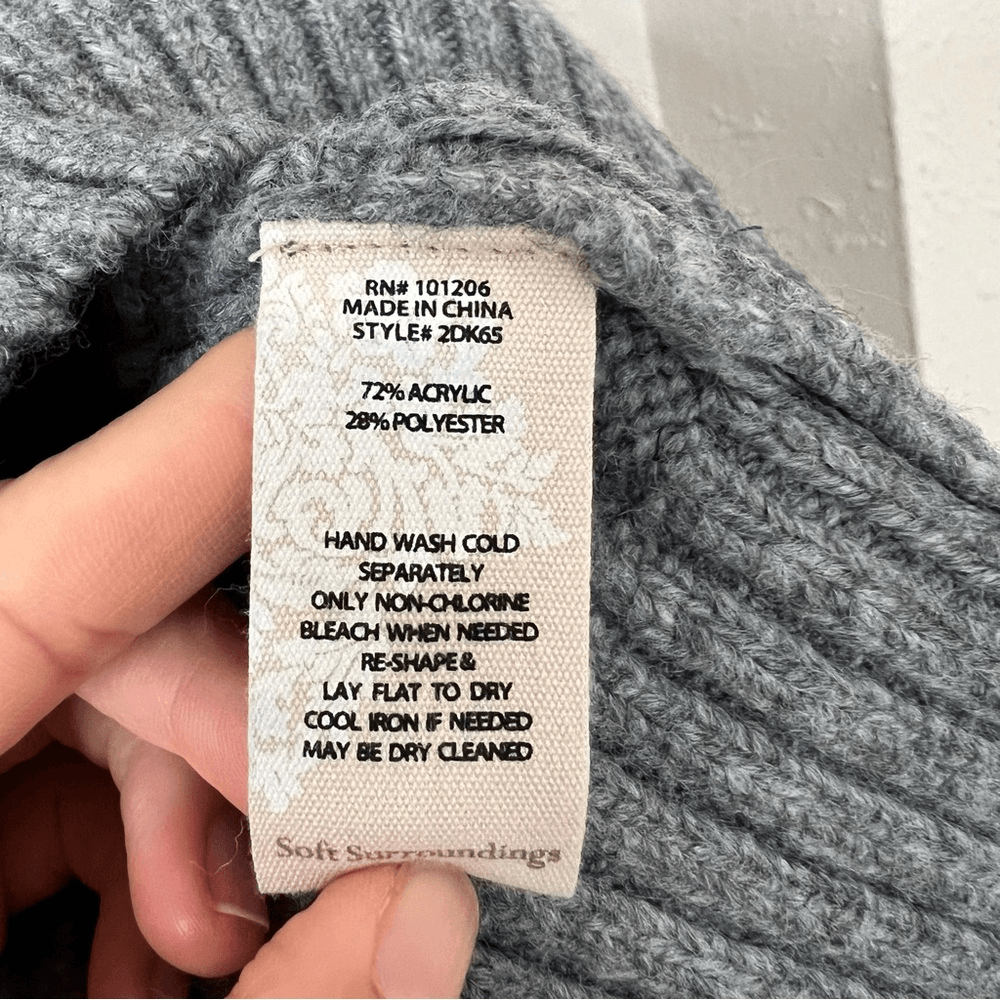 RN# 101206
MADE IN CHINA
STYLE# 2DK65
72% ACRYLIC
28% POLYESTER
HAND WASH COLD
SEPARATELY
ONLY NON-CHLORINE
BLEACH WHEN NEEDED
RE-SHAPE &
LAY FLAT TO DRY
COOL IRON IF NEEDED
MAY BE DRY CLEANED
Soft Surroundings